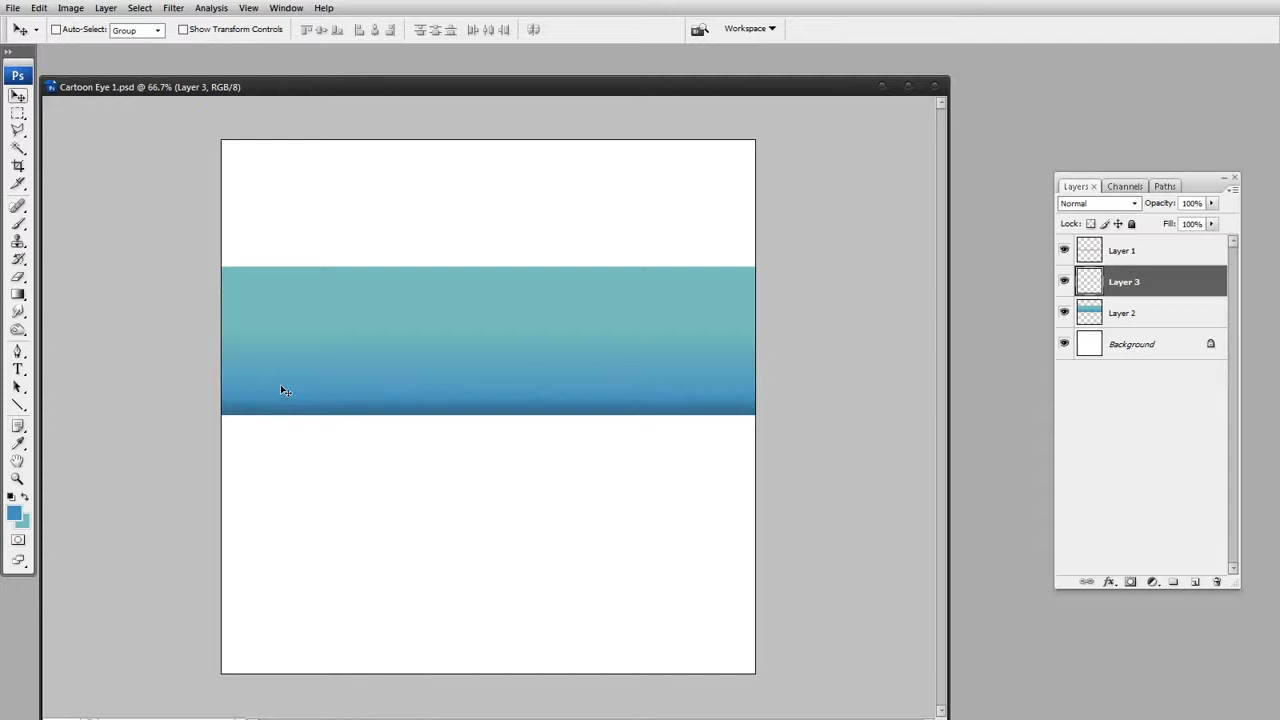 File Edit Image Layer Select Filter Analysis View Window Help
Auto-Select: Group Show Transform Controls Workspace
Ps
Cartoon Eye 1.psd @ 66.7% (Layer 3, RGB/8)
Layers x Channels Paths
Normal Opacity: 100%
Lock: Fill: 100%
Layer 1
Layer 3
Layer 2
Background
T
fx